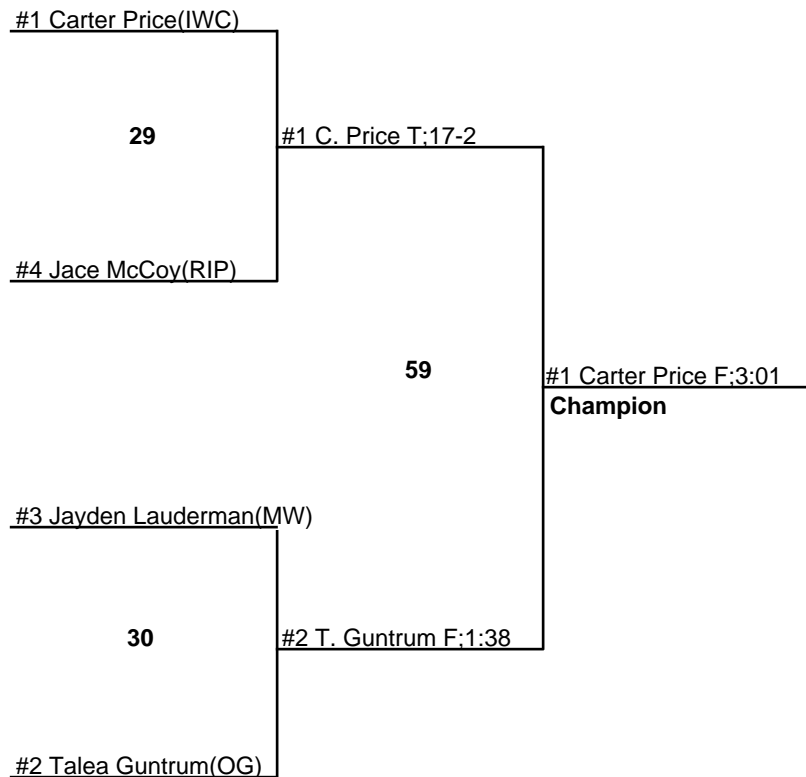 #1 Carter Price(IWC)
29
#1 C. Price T;17-2
#4 Jace McCoy(RIP)
59
#1 Carter Price F;3:01
Champion
#3 Jayden Lauderman(MW)
30
#2 T. Guntrum F;1:38
#2 Talea Guntrum(OG)